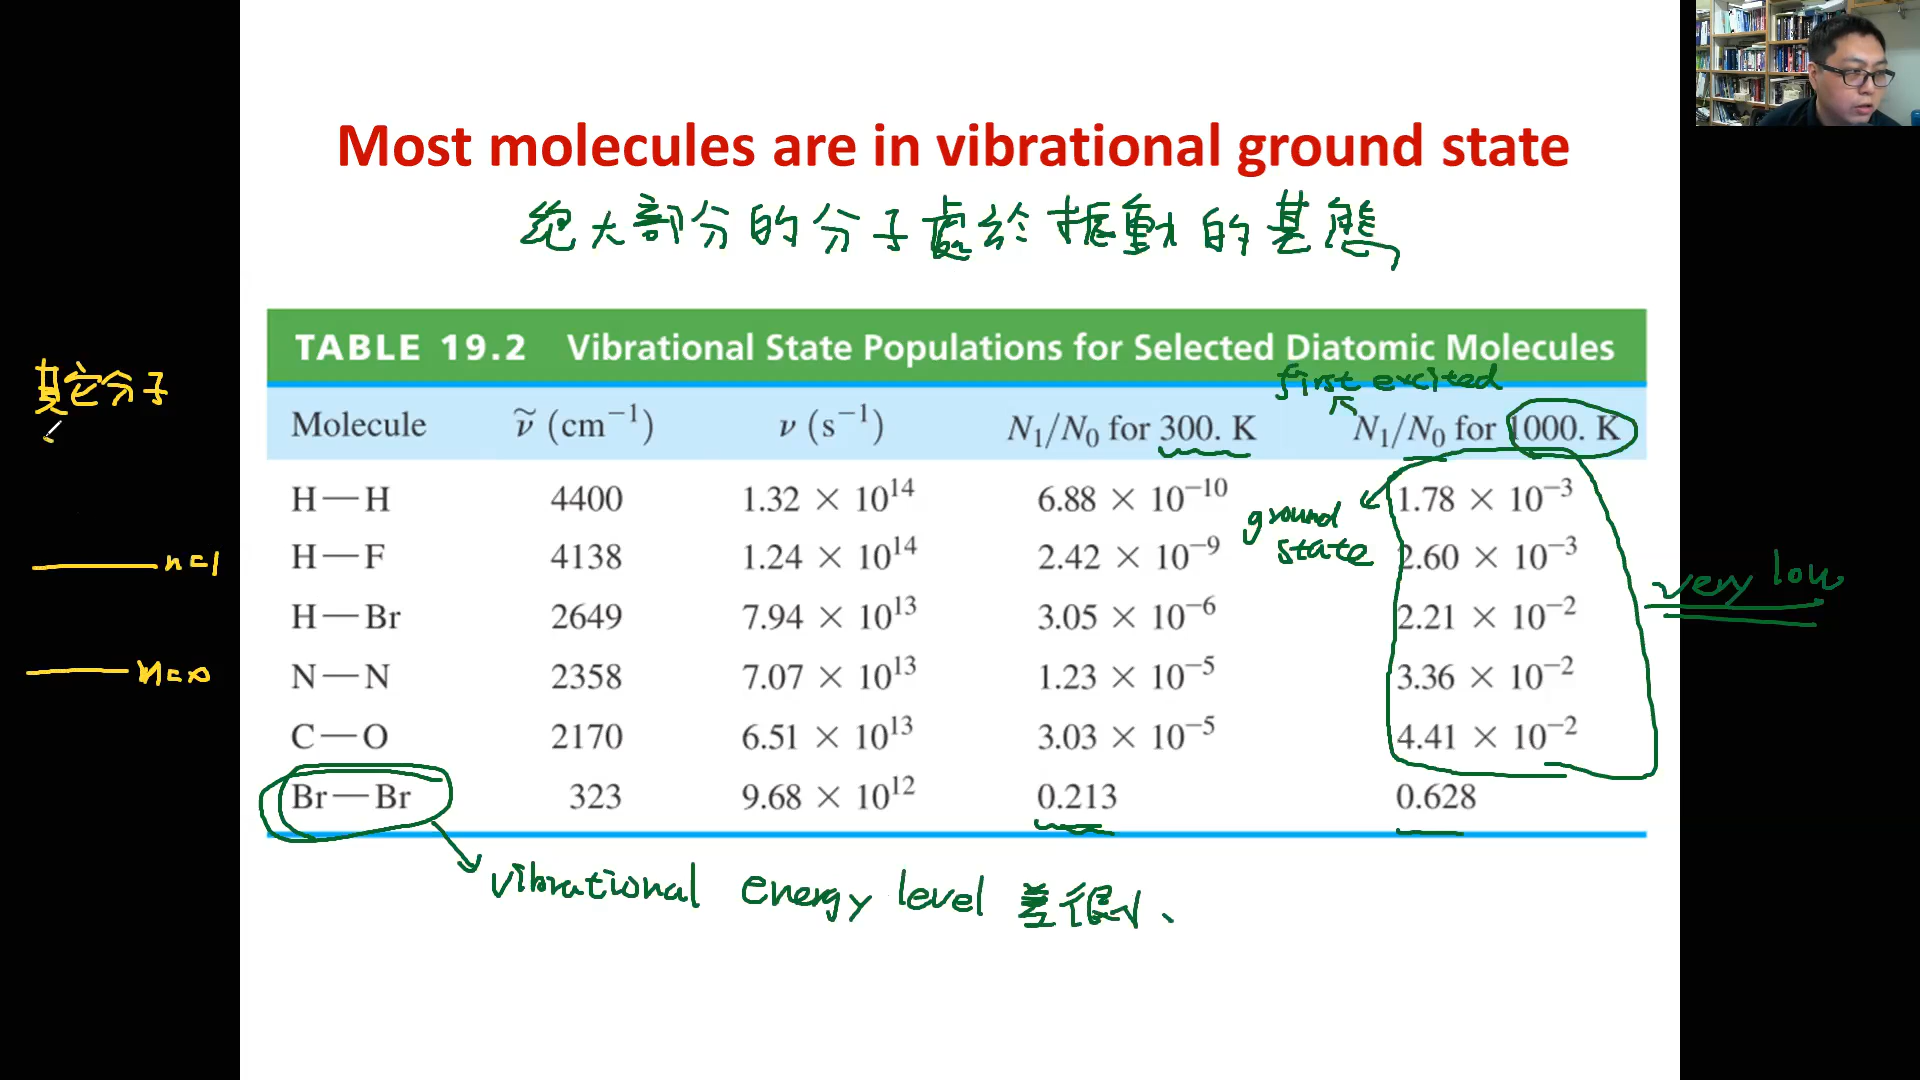 Most molecules are in vibrational ground state
絕大部分的分子處於振動的基態
TABLE 19.2 Vibrational State Populations for Selected Diatomic Molecules
first excited
Molecule ṽ (cm⁻¹) ν (s⁻¹) N₁/N₀ for 300. K N₁/N₀ for 1000. K
H—H 4400 1.32 × 10¹⁴ 6.88 × 10⁻¹⁰ 1.78 × 10⁻³
ground
state
H—F 4138 1.24 × 10¹⁴ 2.42 × 10⁻⁹ 2.60 × 10⁻³
H—Br 2649 7.94 × 10¹³ 3.05 × 10⁻⁶ 2.21 × 10⁻²
N—N 2358 7.07 × 10¹³ 1.23 × 10⁻⁵ 3.36 × 10⁻²
C—O 2170 6.51 × 10¹³ 3.03 × 10⁻⁵ 4.41 × 10⁻²
Br—Br 323 9.68 × 10¹² 0.213 0.628
very low
vibrational energy level 差很小
其它分子
n=1
n=0